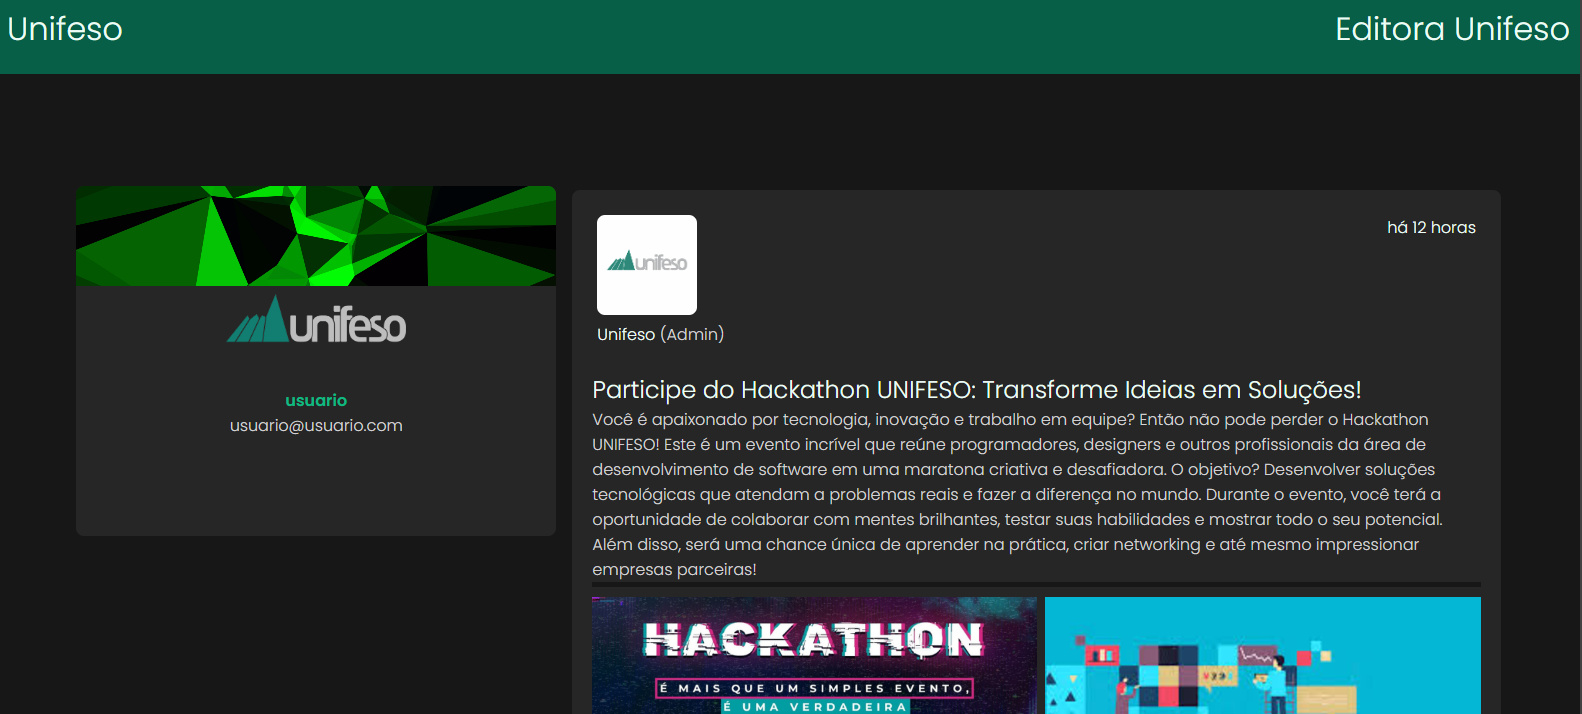 Unifeso
Editora Unifeso
unifeso
usuario
usuario@usuario.com
unifeso
há 12 horas
Unifeso (Admin)
Participe do Hackathon UNIFESO: Transforme Ideias em Soluções!
Você é apaixonado por tecnologia, inovação e trabalho em equipe? Então não pode perder o Hackathon
UNIFESO! Este é um evento incrível que reúne programadores, designers e outros profissionais da área de
desenvolvimento de software em uma maratona criativa e desafiadora. O objetivo? Desenvolver soluções
tecnológicas que atendam a problemas reais e fazer a diferença no mundo. Durante o evento, você terá a
oportunidade de colaborar com mentes brilhantes, testar suas habilidades e mostrar todo o seu potencial.
Além disso, será uma chance única de aprender na prática, criar networking e até mesmo impressionar
empresas parceiras!
HACKATHON
É MAIS QUE UM SIMPLES EVENTO,
É UMA VERDADEIRA